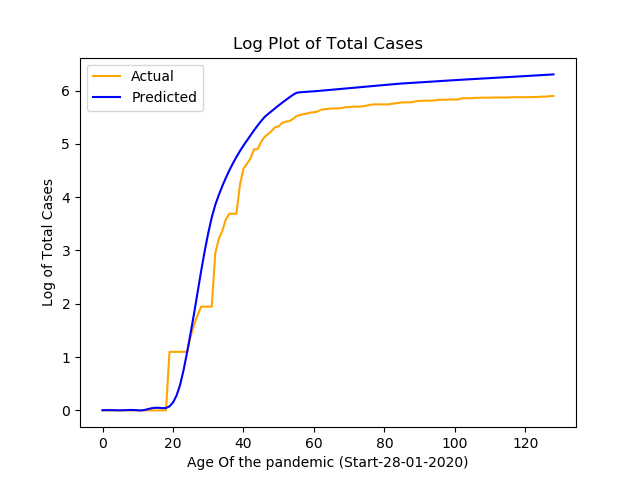 Log Plot of Total Cases
Actual
Predicted
Log of Total Cases
6
5
4
3
2
1
0
0 20 40 60 80 100 120
Age Of the pandemic (Start-28-01-2020)